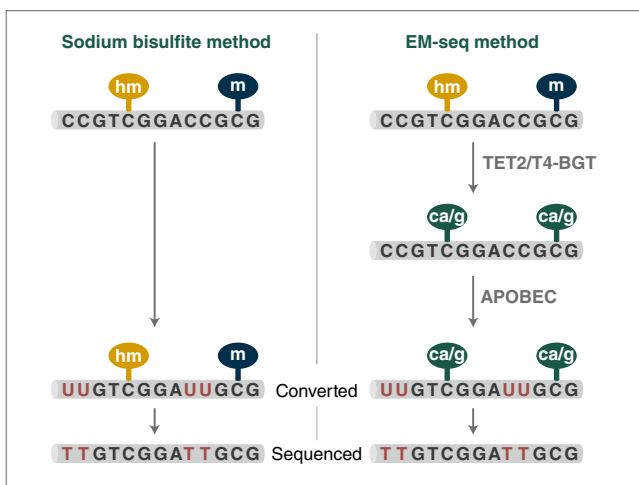 Sodium bisulfite method
EM-seq method
hm
m
hm
m
CCGTCGGACCGCG
CCGTCGGACCGCG
TET2/T4-BGT
ca/g
ca/g
CCGTCGGACCGCG
APOBEC
hm
m
ca/g
ca/g
UUGTCGGAUUGCG
Converted
UUGTCGGAUUGCG
TTGTCGGATTGCG
Sequenced
TTGTCGGATTGCG